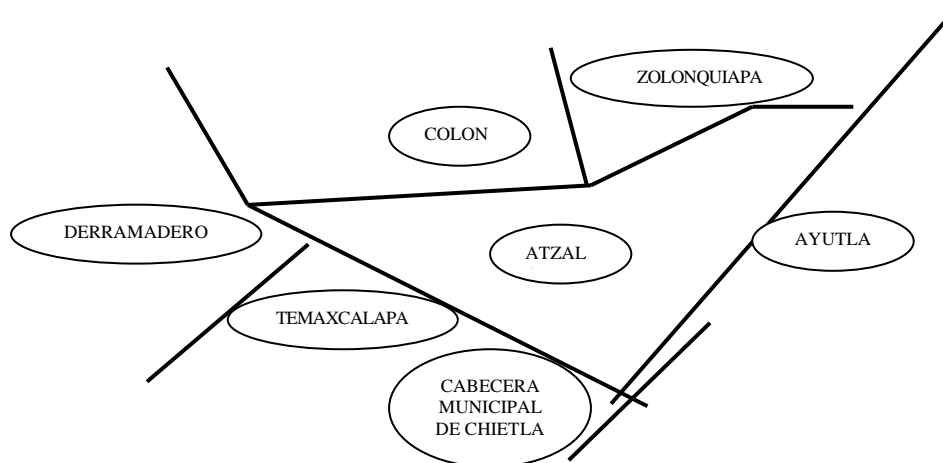 ZOLONQUIAPA
COLON
DERRAMADERO
ATZAL
AYUTLA
TEMAXCALAPA
CABECERA
MUNICIPAL
DE CHIETLA